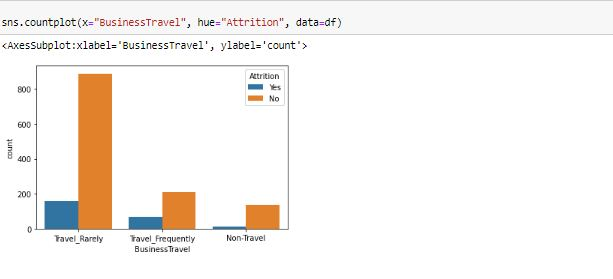 sns.countplot(x="BusinessTravel", hue="Attrition", data=df)
<AxesSubplot:xlabel='BusinessTravel', ylabel='count'>
Attrition
Yes
No
800
600
400
200
0
count
Travel_Rarely Travel_Frequently Non-Travel
BusinessTravel